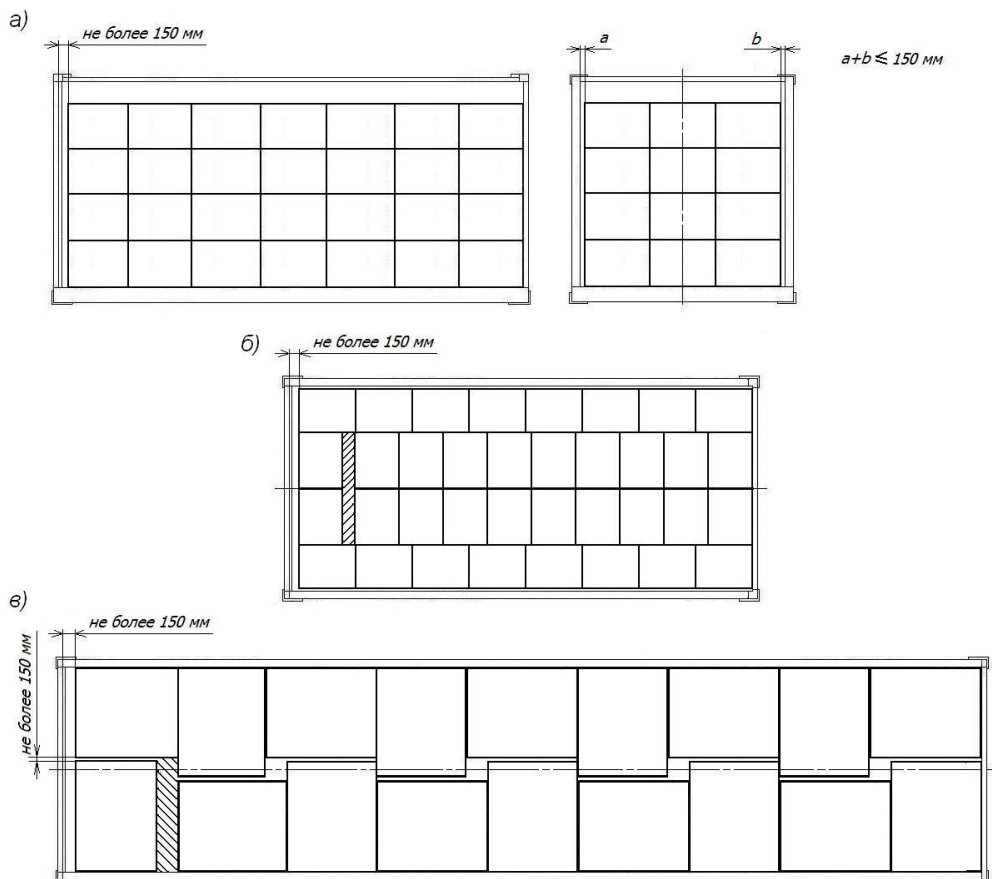 а)
не более 150 мм
a
b
a+b ≤ 150 мм
б)
не более 150 мм
в)
не более 150 мм
не более 150 мм